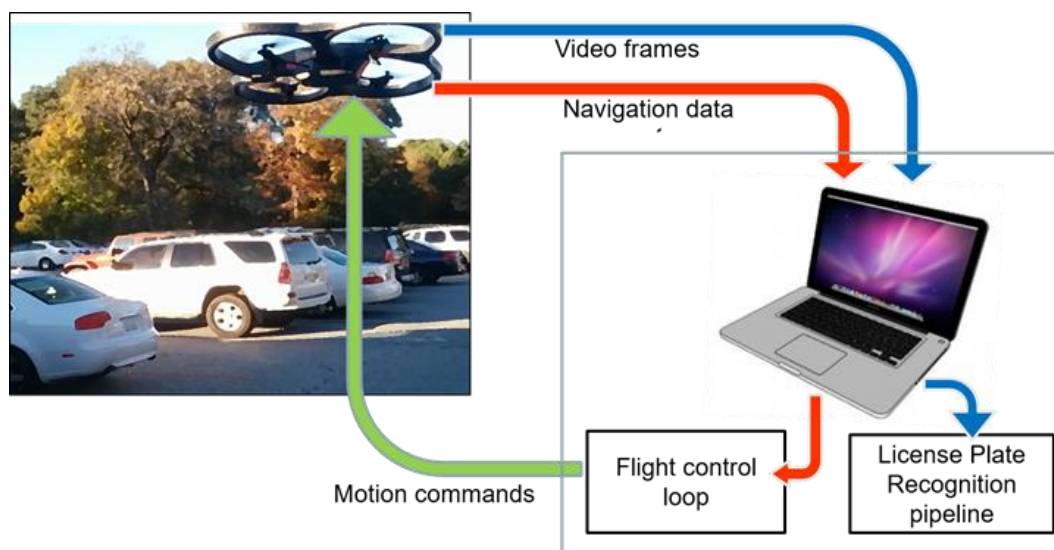 Video frames
Navigation data
Motion commands
Flight control
loop
License Plate
Recognition
pipeline